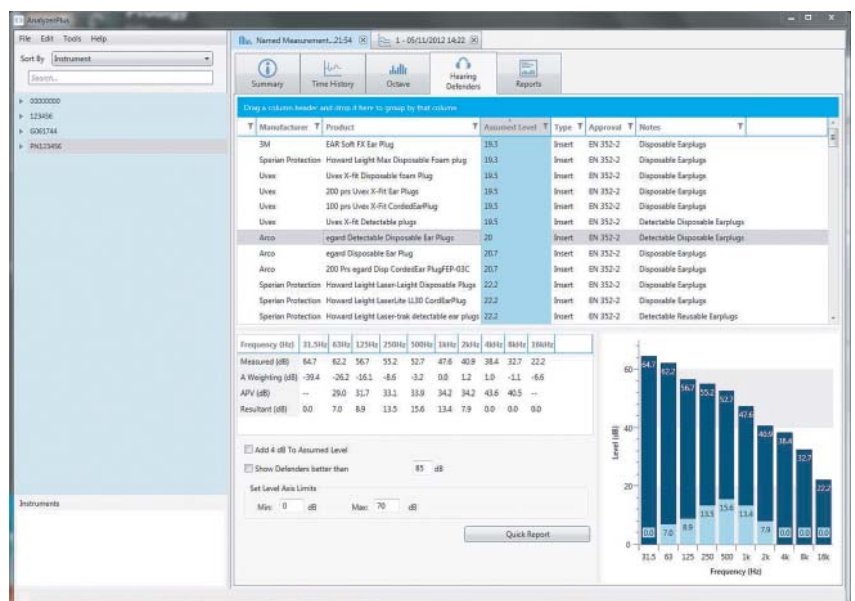 AnalyzerPlus
File Edit Tools Help
Sort By Instrument
Search...
00000000
123456
G061744
PN123456
Instruments
Named Measurement...21:54
1 - 05/11/2012 14:22
Summary
Time History
Octave
Hearing Defenders
Reports
Drag a column header and drop it here to group by that column
Manufacturer Product Assumed Level Type Approval Notes
3M EAR Soft FX Ear Plug 19.3 Insert EN 352-2 Disposable Earplugs
Sperian Protection Howard Leight Max Disposable Foam plug 19.3 Insert EN 352-2 Disposable Earplugs
Uvex Uvex X-Fit Disposable foam Plug 19.5 Insert EN 352-2 Disposable Earplugs
Uvex 200 prs Uvex X-Fit Ear Plugs 19.5 Insert EN 352-2 Disposable Earplugs
Uvex 100 prs Uvex X-Fit CordedEarPlug 19.5 Insert EN 352-2 Disposable Earplugs
Uvex Uvex X-Fit Detectable plugs 19.5 Insert EN 352-2 Detectable Disposable Earplugs
Arco egard Detectable Disposable Ear Plugs 20 Insert EN 352-2 Detectable Disposable Earplugs
Arco egard Disposable Ear Plug 20.7 Insert EN 352-2 Disposable Earplugs
Arco 200 Prs egard Disp CordedEar PlugFEP-03C 20.7 Insert EN 352-2 Disposable Earplugs
Sperian Protection Howard Leight Laser-Leight Disposable Plugs 22.2 Insert EN 352-2 Disposable Earplugs
Sperian Protection Howard Leight LaserLite LL30 CordEarPlug 22.2 Insert EN 352-2 Disposable Earplugs
Sperian Protection Howard Leight Laser-trak detectable ear plugs 22.2 Insert EN 352-2 Detectable Reusable Earplugs
Frequency (Hz) 31.5Hz 63Hz 125Hz 250Hz 500Hz 1kHz 2kHz 4kHz 8kHz 16kHz
Measured (dB) 64.7 62.2 56.7 55.2 52.7 47.6 40.9 38.4 32.7 22.2
A Weighting (dB) -39.4 -26.2 -16.1 -8.6 -3.2 0.0 1.2 1.0 -1.1 -6.6
APV (dB) -- 29.0 31.7 33.1 33.9 34.2 34.2 43.6 40.5 --
Resultant (dB) 0.0 7.0 8.9 13.5 15.6 13.4 7.9 0.0 0.0 0.0
Add 4 dB To Assumed Level
Show Defenders better than 85 dB
Set Level Axis Limits
Min: 0 dB Max: 70 dB
Quick Report
Level (dB)
60
40
20
0
64.7 62.2 56.7 55.2 52.7 47.6 40.9 38.4 32.7 22.2
0.0 7.0 8.9 13.5 15.6 13.4 7.9 0.0 0.0 0.0
31.5 63 125 250 500 1k 2k 4k 8k 16k
Frequency (Hz)